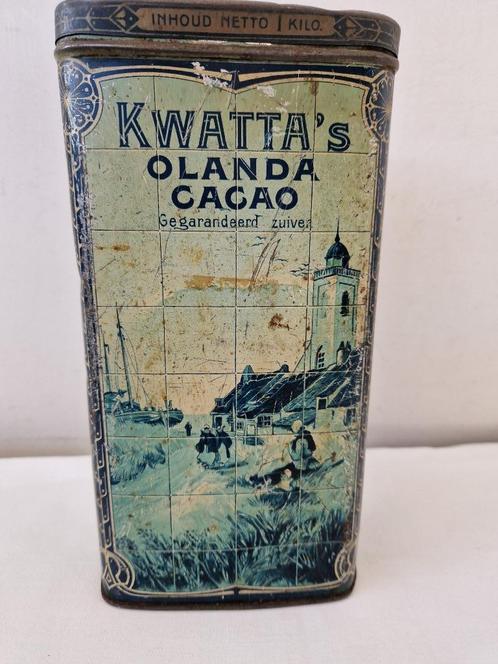 INHOUD NETTO 1 KILO.
KWATTA's
OLANDA
CACAO
Gegarandeerd zuiver